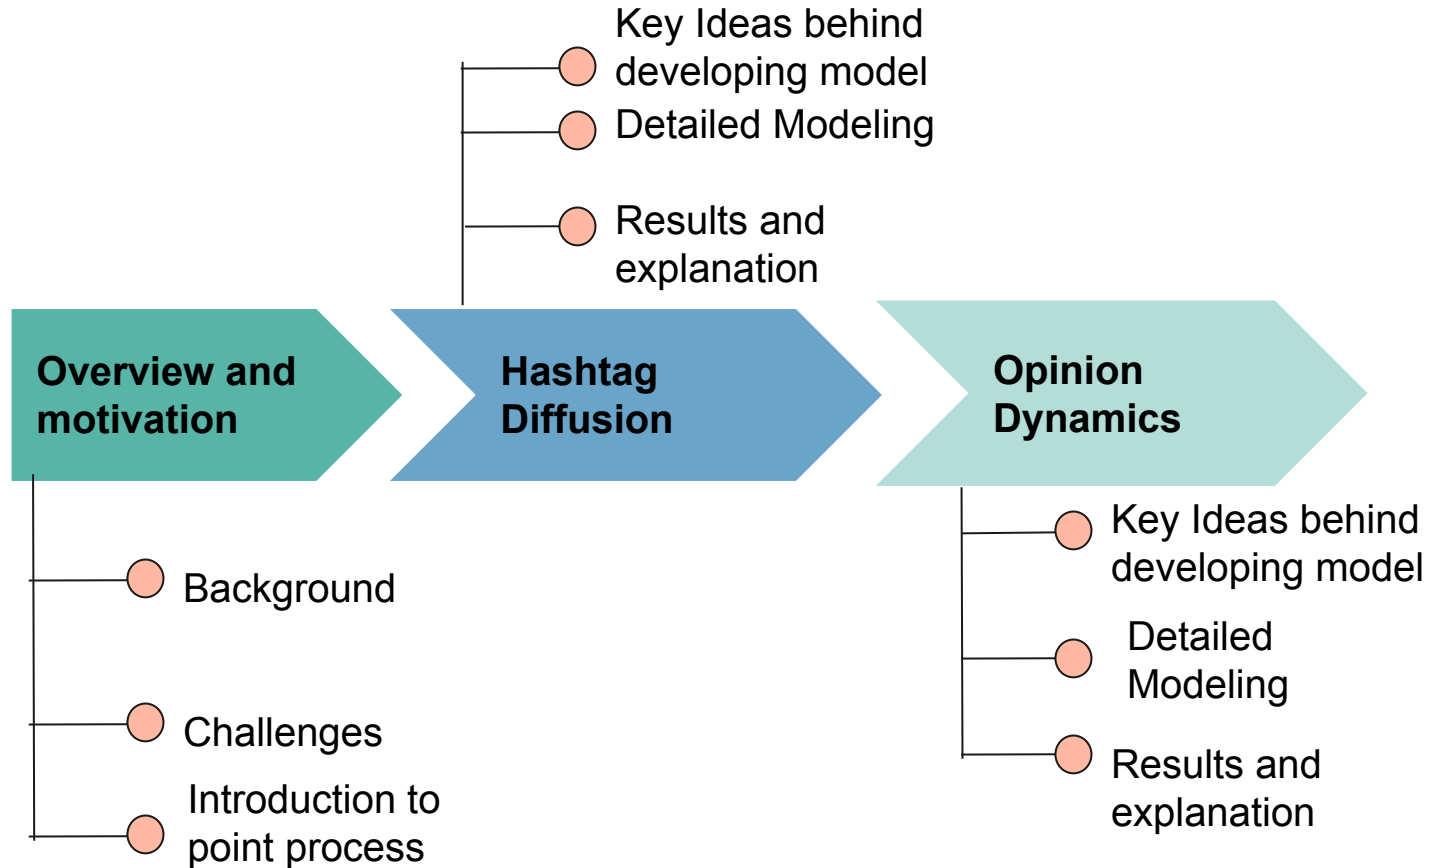 Key Ideas behind
developing model
Detailed Modeling
Results and
explanation
Overview and
motivation
Hashtag
Diffusion
Opinion
Dynamics
Background
Challenges
Introduction to
point process
Key Ideas behind
developing model
Detailed
Modeling
Results and
explanation